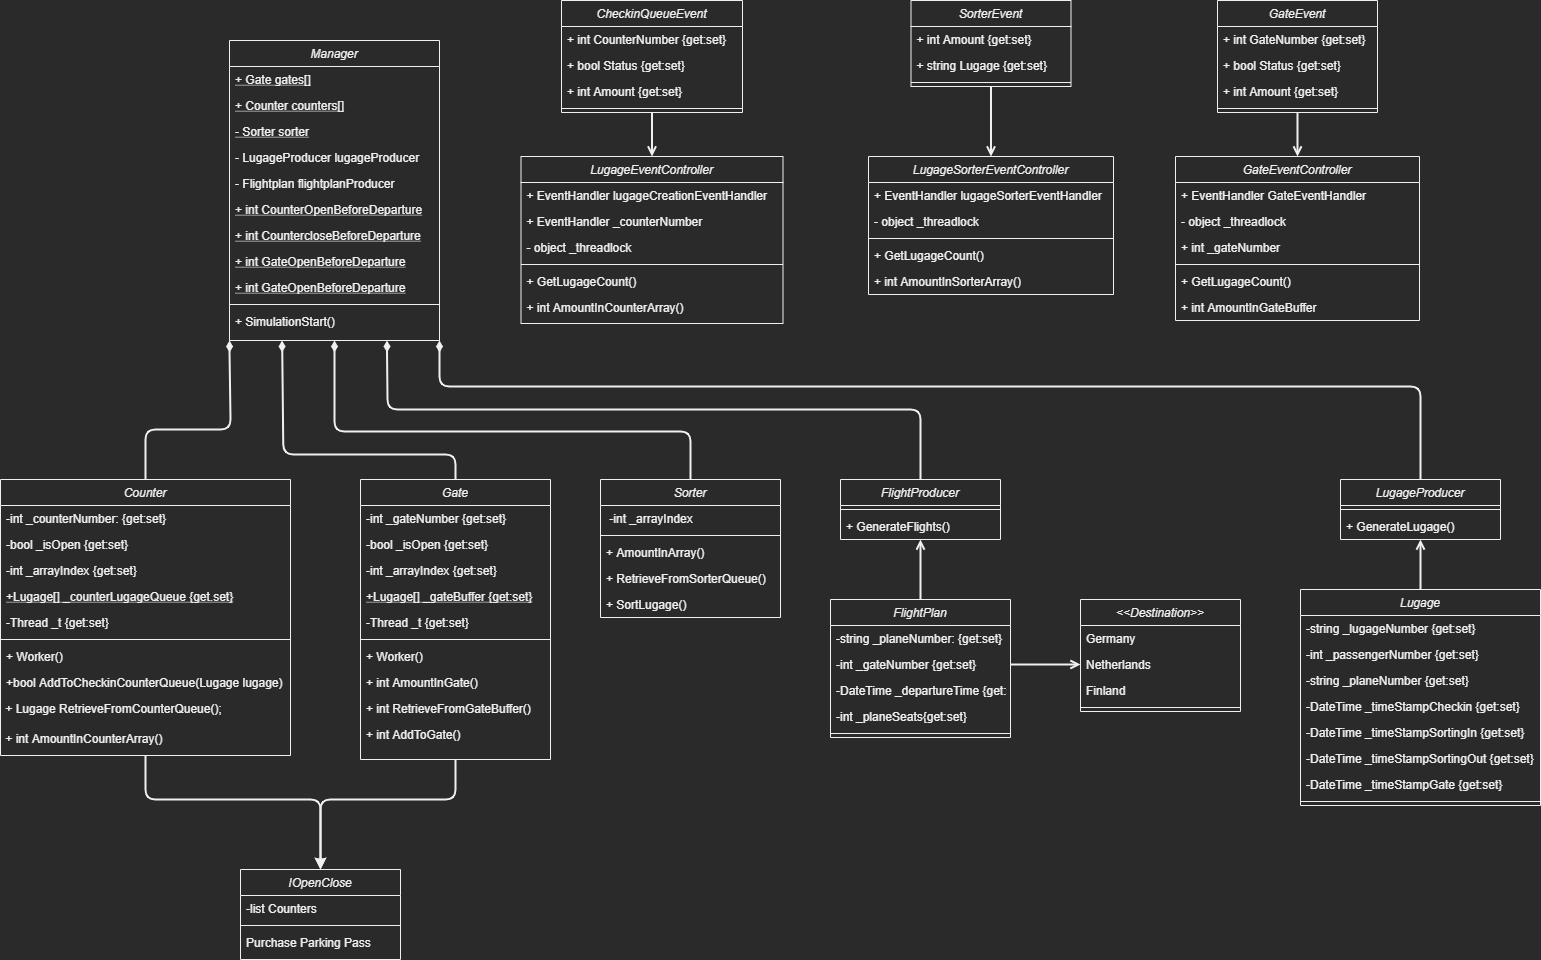 CheckinQueueEvent
+ int CounterNumber {get:set}
+ bool Status {get:set}
+ int Amount {get:set}
SorterEvent
+ int Amount {get:set}
+ string Lugage {get:set}
GateEvent
+ int GateNumber {get:set}
+ bool Status {get:set}
+ int Amount {get:set}
Manager
+ Gate gates[]
+ Counter counters[]
- Sorter sorter
- LugageProducer lugageProducer
- Flightplan flightplanProducer
+ int CounterOpenBeforeDeparture
+ int CountercloseBeforeDeparture
+ int GateOpenBeforeDeparture
+ int GateOpenBeforeDeparture
+ SimulationStart()
LugageEventController
+ EventHandler lugageCreationEventHandler
+ EventHandler _counterNumber
- object _threadlock
+ GetLugageCount()
+ int AmountInCounterArray()
LugageSorterEventController
+ EventHandler lugageSorterEventHandler
- object _threadlock
+ GetLugageCount()
+ int AmountInSorterArray()
GateEventController
+ EventHandler GateEventHandler
- object _threadlock
+ int _gateNumber
+ GetLugageCount()
+ int AmountInGateBuffer
Counter
-int _counterNumber: {get:set}
-bool _isOpen {get:set}
-int _arrayIndex {get:set}
+Lugage[] _counterLugageQueue {get.set}
-Thread _t {get:set}
+ Worker()
+bool AddToCheckinCounterQueue(Lugage lugage)
+ Lugage RetrieveFromCounterQueue();
+ int AmountInCounterArray()
Gate
-int _gateNumber {get:set}
-bool _isOpen {get:set}
-int _arrayIndex {get:set}
+Lugage[] _gateBuffer {get:set}
-Thread _t {get:set}
+ Worker()
+ int AmountInGate()
+ int RetrieveFromGateBuffer()
+ int AddToGate()
Sorter
-int _arrayIndex
+ AmountInArray()
+ RetrieveFromSorterQueue()
+ SortLugage()
FlightProducer
+ GenerateFlights()
LugageProducer
+ GenerateLugage()
FlightPlan
-string _planeNumber: {get:set}
-int _gateNumber {get:set}
-DateTime _departureTime {get:
-int _planeSeats{get:set}
<<Destination>>
Germany
Netherlands
Finland
Lugage
-string _lugageNumber {get:set}
-int _passengerNumber {get:set}
-string _planeNumber {get:set}
-DateTime _timeStampCheckin {get:set}
-DateTime _timeStampSortingIn {get:set}
-DateTime _timeStampSortingOut {get:set}
-DateTime _timeStampGate {get:set}
IOpenClose
-list Counters
Purchase Parking Pass